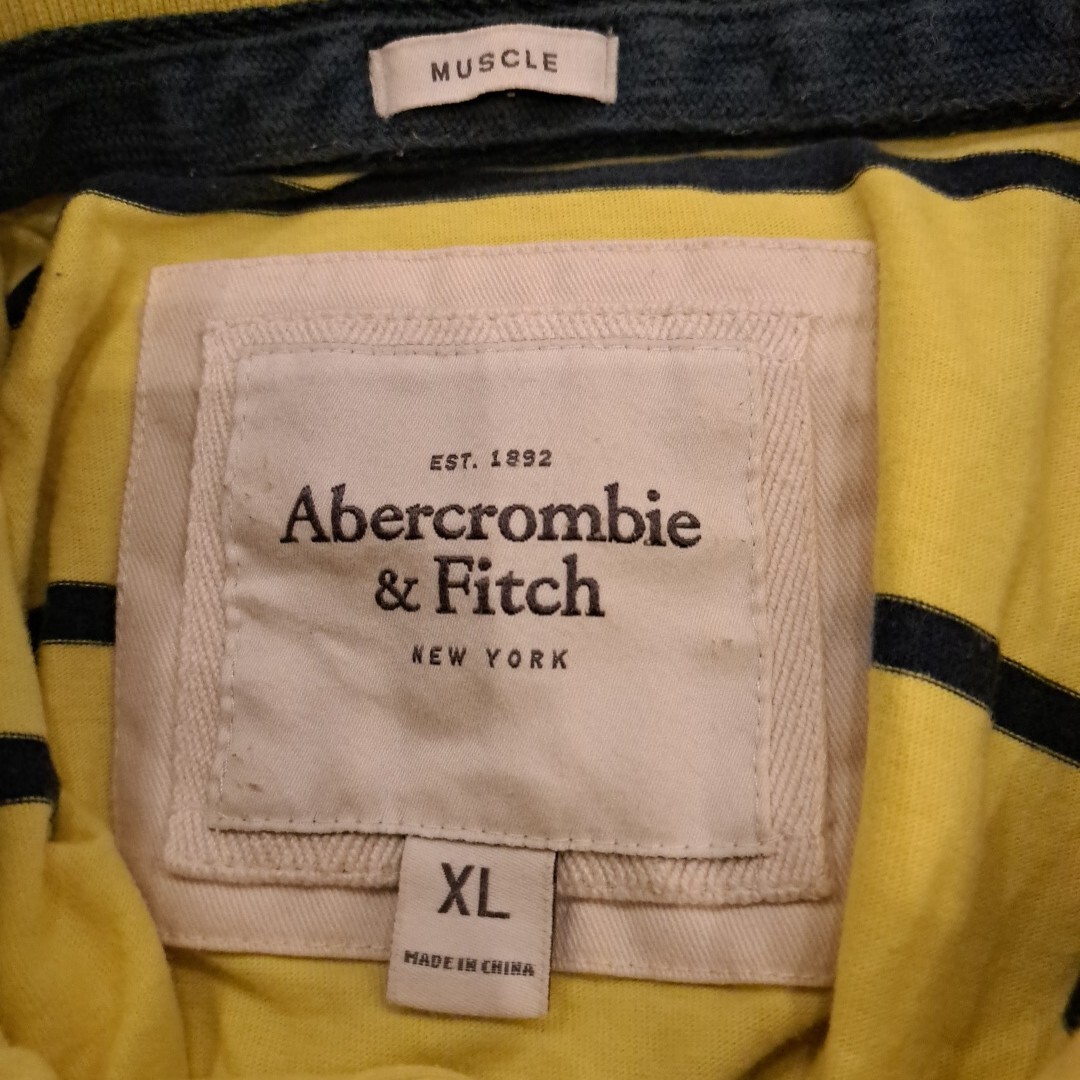 MUSCLE
EST. 1892
Abercrombie
& Fitch
NEW YORK
XL
MADE IN CHINA